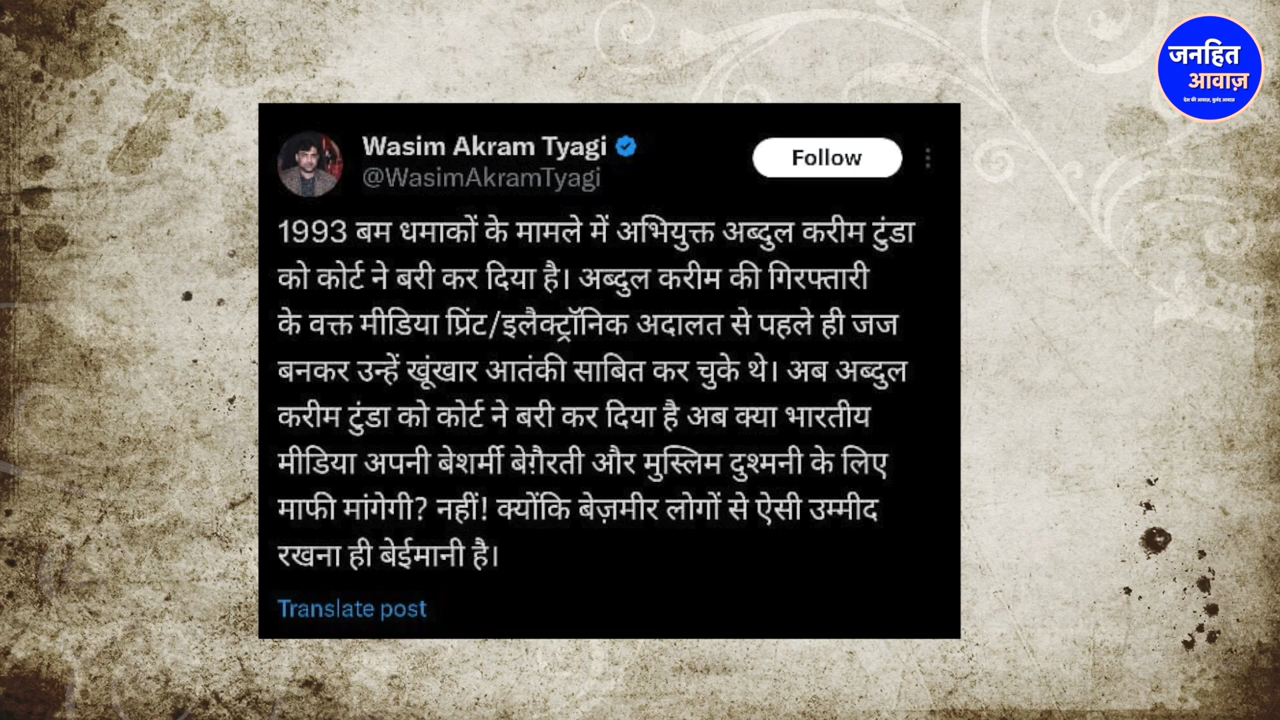 जनहित
आवाज़
देश की आवाज़, बुलंद आवाज़
Wasim Akram Tyagi
@WasimAkramTyagi
Follow
1993 बम धमाकों के मामले में अभियुक्त अब्दुल करीम टुंडा
को कोर्ट ने बरी कर दिया है। अब्दुल करीम की गिरफ्तारी
के वक्त मीडिया प्रिंट/इलैक्ट्रॉनिक अदालत से पहले ही जज
बनकर उन्हें खूंखार आतंकी साबित कर चुके थे। अब अब्दुल
करीम टुंडा को कोर्ट ने बरी कर दिया है अब क्या भारतीय
मीडिया अपनी बेशर्मी बेग़ैरती और मुस्लिम दुश्मनी के लिए
माफी मांगेगी? नहीं! क्योंकि बेज़मीर लोगों से ऐसी उम्मीद
रखना ही बेईमानी है।
Translate post